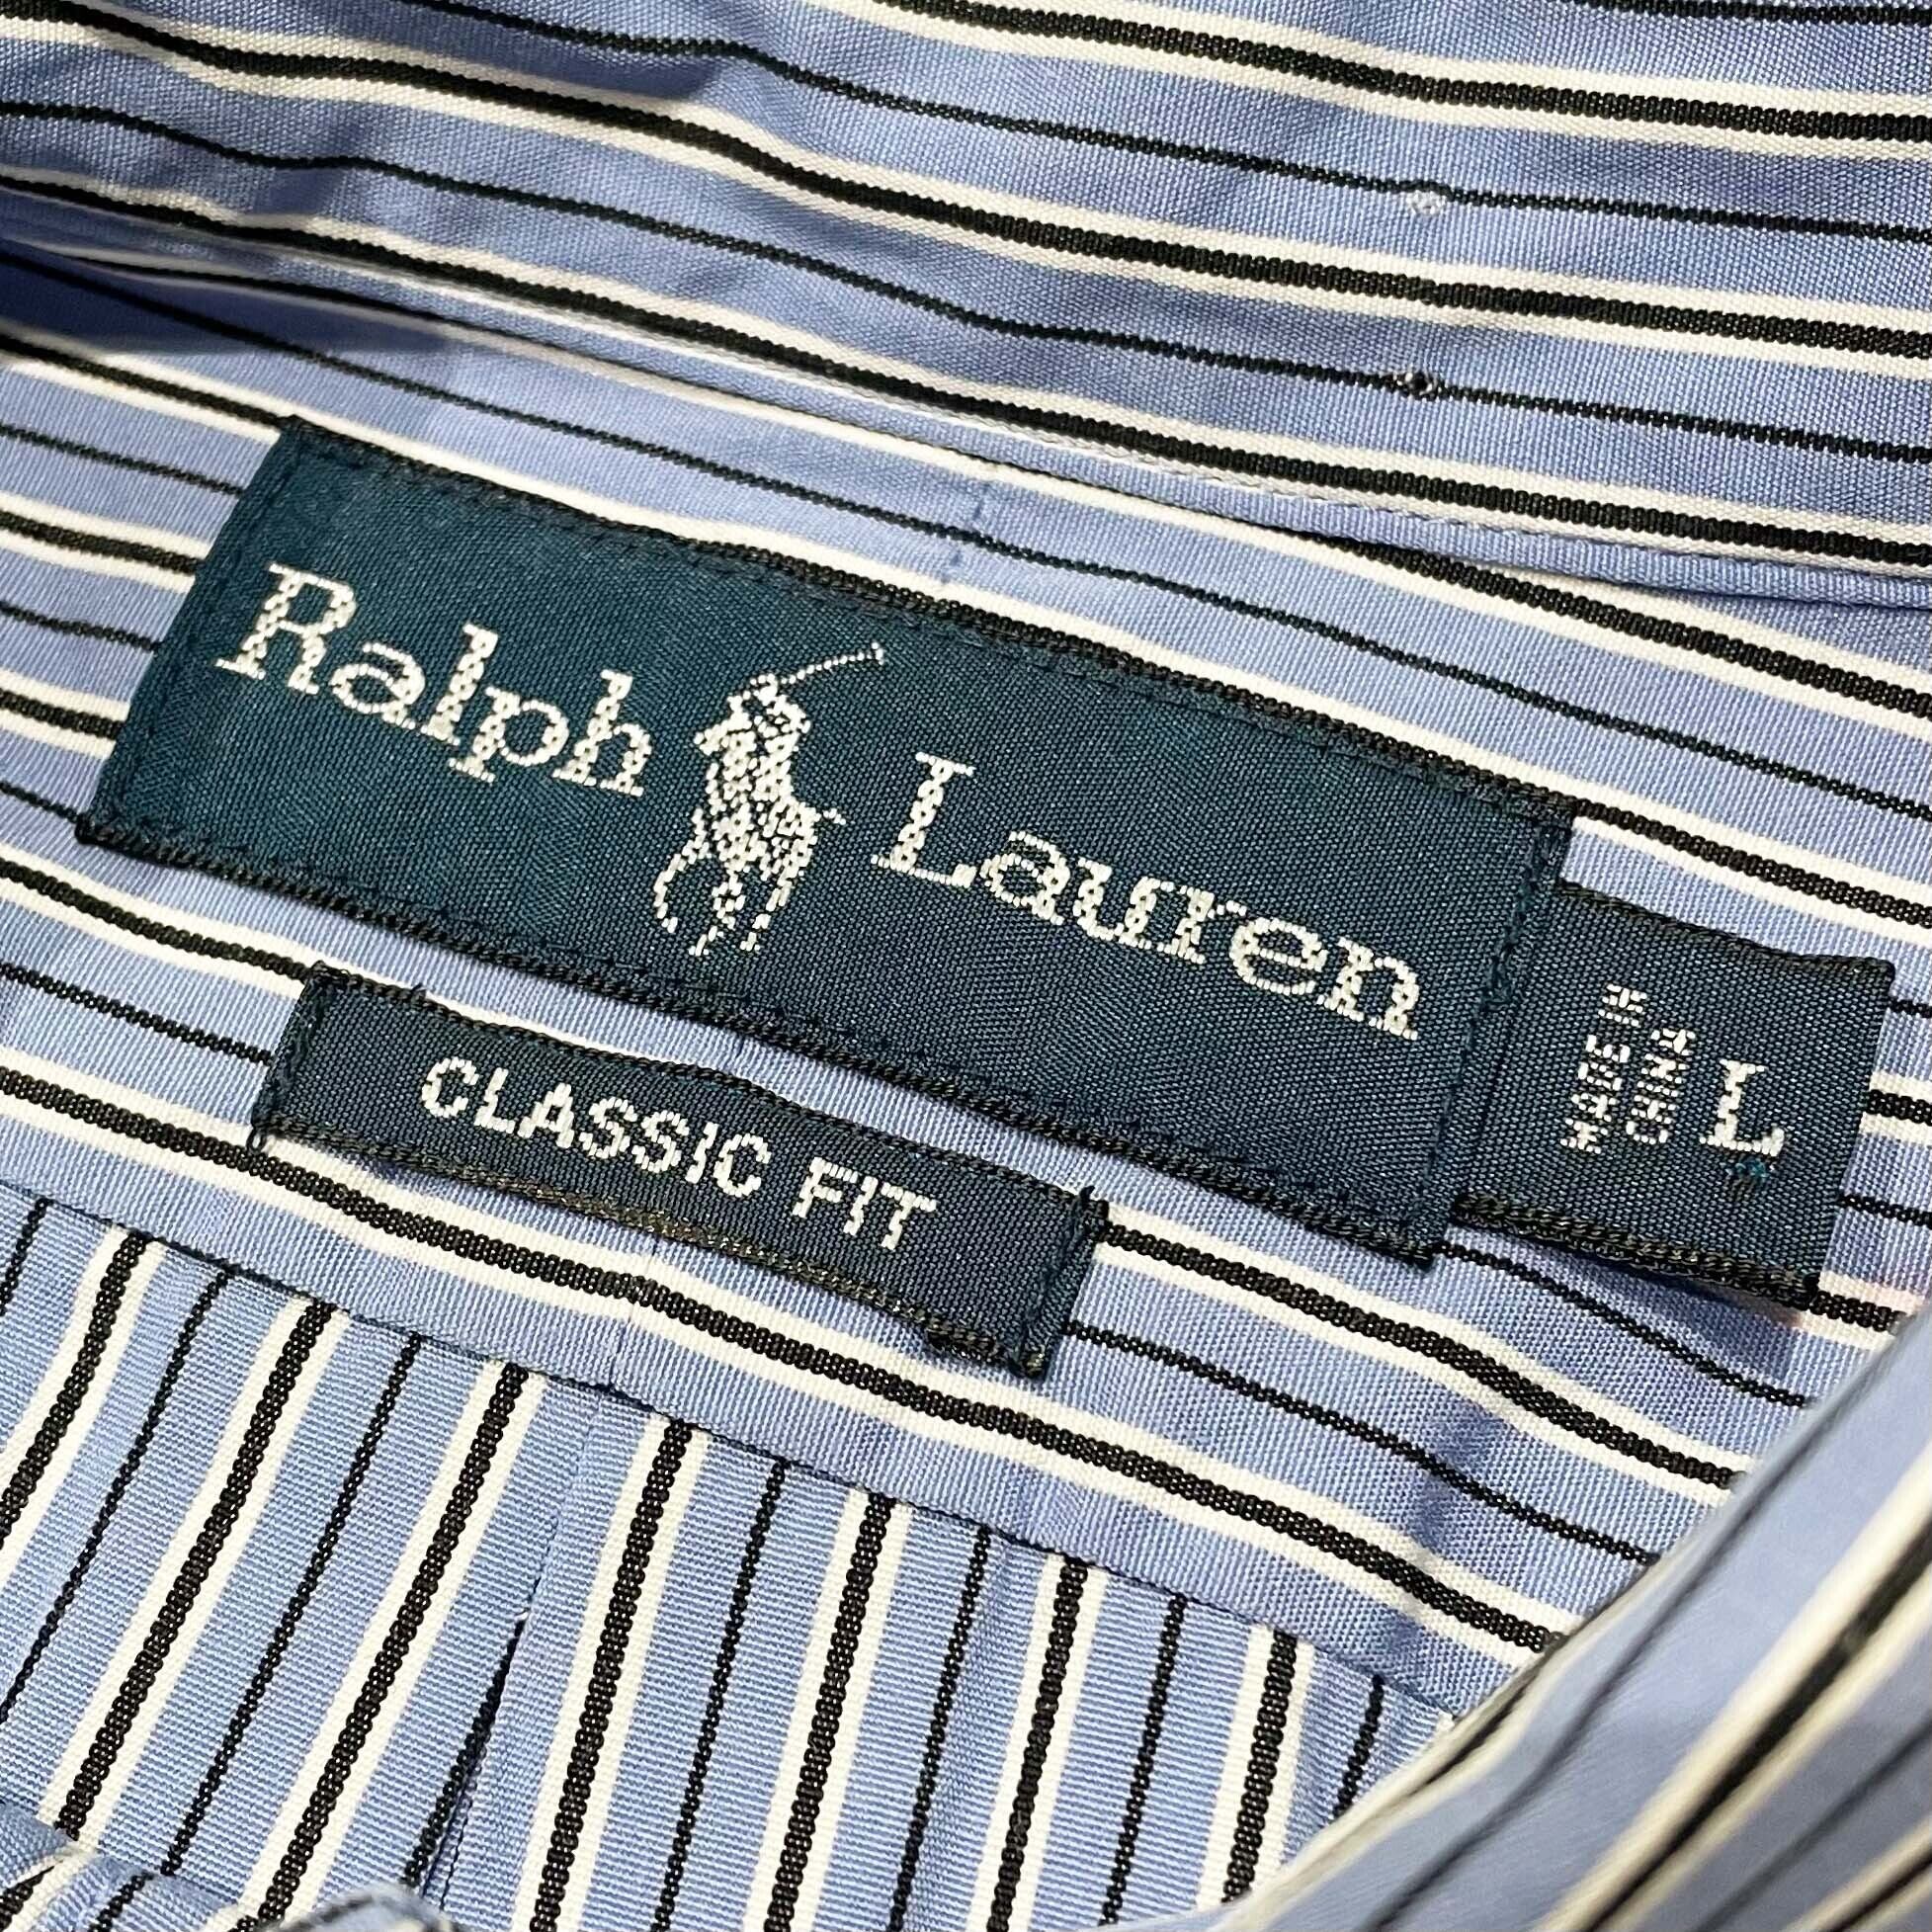 Ralph Lauren
L
CLASSIC FIT